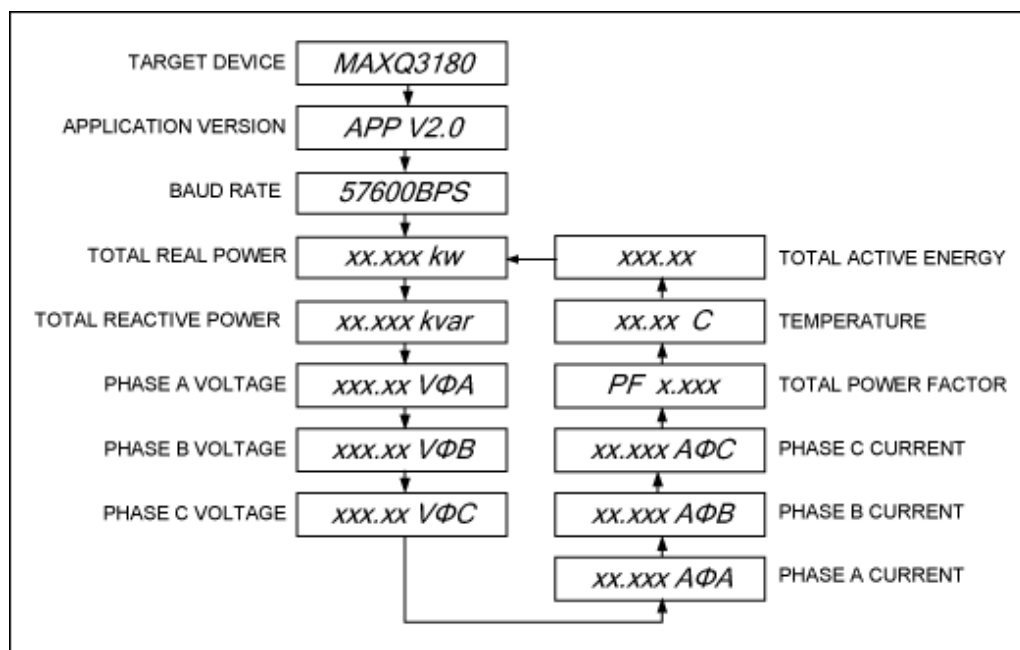 TARGET DEVICE MAXQ3180
APPLICATION VERSION APP V2.0
BAUD RATE 57600BPS
TOTAL REAL POWER xx.xxx kw xxx.xx TOTAL ACTIVE ENERGY
TOTAL REACTIVE POWER xx.xxx kvar xx.xx C TEMPERATURE
PHASE A VOLTAGE xxx.xx VΦA PF x.xxx TOTAL POWER FACTOR
PHASE B VOLTAGE xxx.xx VΦB xx.xxx AΦC PHASE C CURRENT
PHASE C VOLTAGE xxx.xx VΦC xx.xxx AΦB PHASE B CURRENT
xx.xxx AΦA PHASE A CURRENT